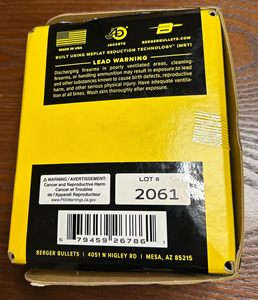 MADE IN USA
J4
JACKETS
BERGERBULLETS.COM
BUILT USING MEPLAT REDUCTION TECHNOLOGY™ (MRT)
LEAD WARNING
Discharging firearms in poorly ventilated areas, cleaning
firearms, or handling ammunition may result in exposure to lead
and other substances known to cause birth defects, reproductive
harm, and other serious physical injury. Have adequate ventila-
tion at all times. Wash skin thoroughly after exposure.
WARNING/AVERTISSEMENT:
Cancer and Reproductive Harm
Cancer et Troubles
de l'Appareil Reproducteur
www.P65Warnings.ca.gov
LOT #
2061
79459 26786
BERGER BULLETS | 4051 N HIGLEY RD | MESA, AZ 85215